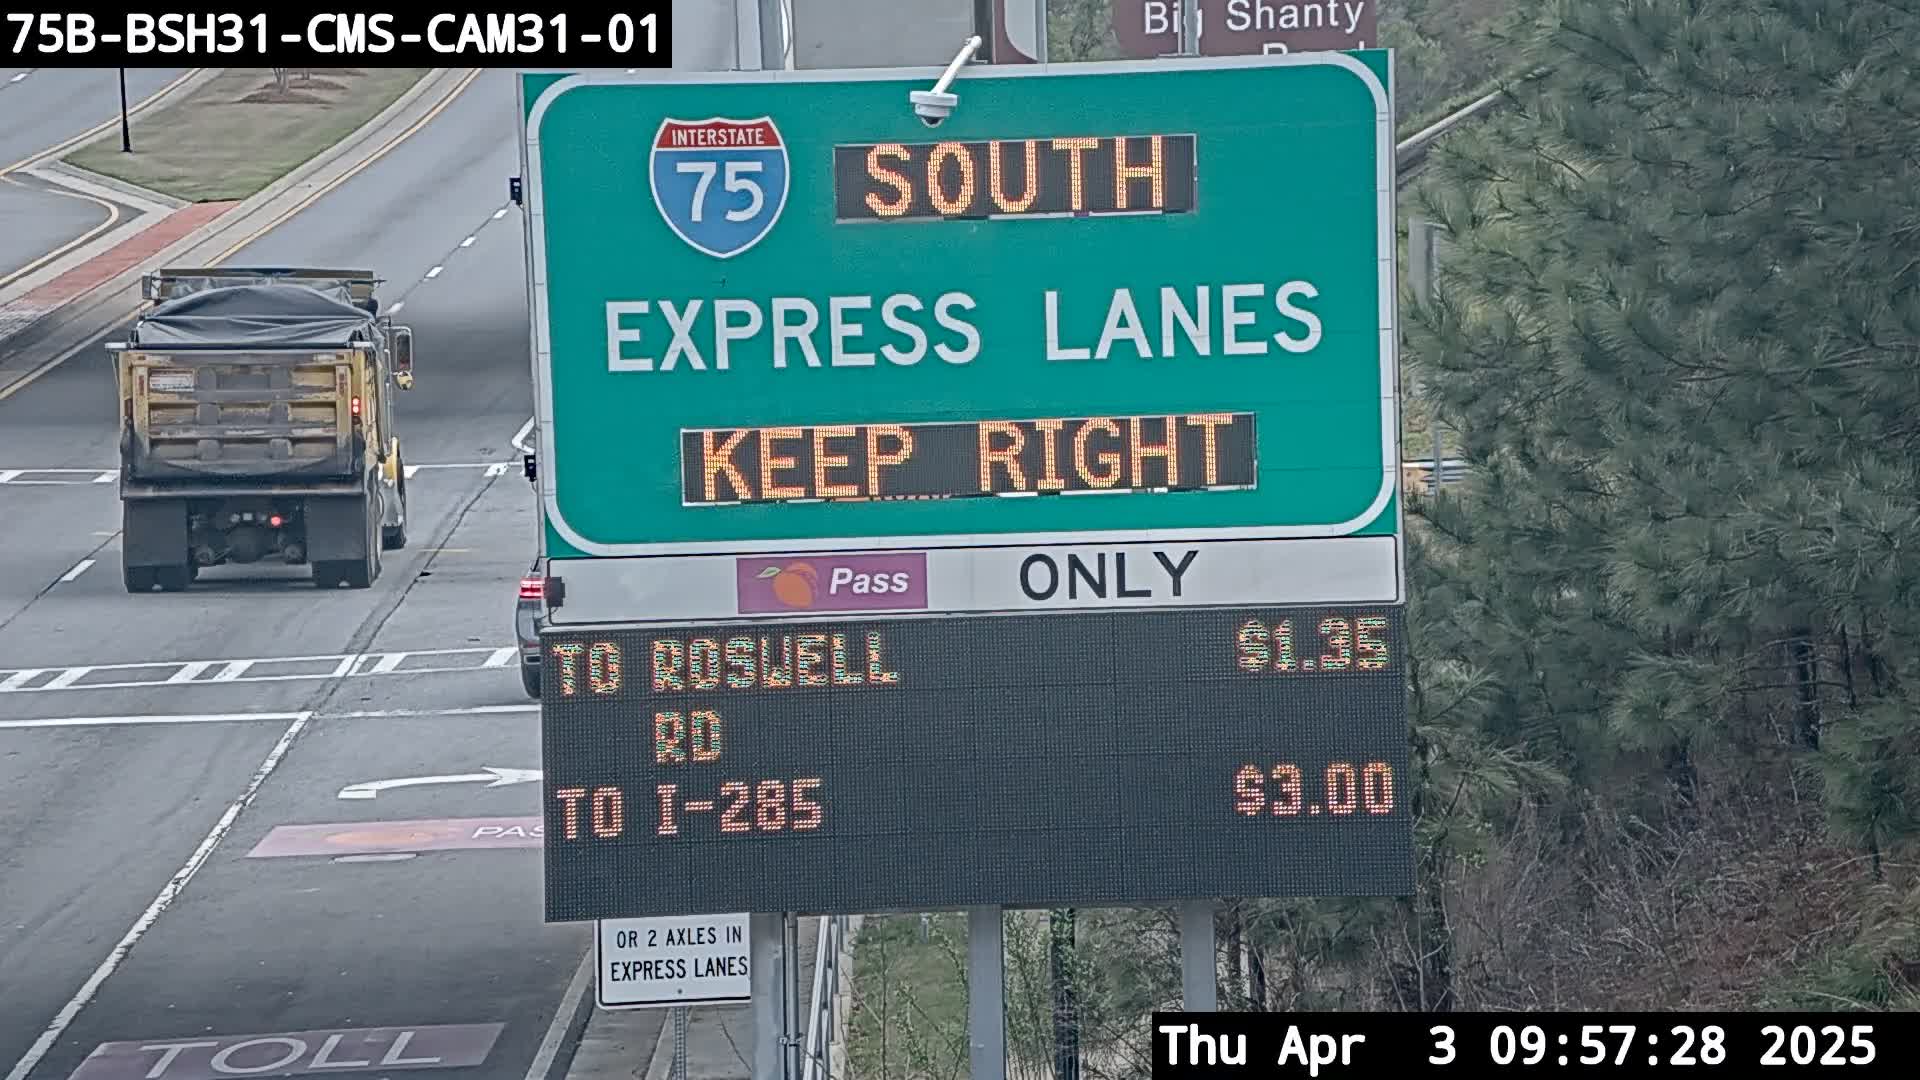 75B-BSH31-CMS-CAM31-01
Big Shanty
INTERSTATE
75
SOUTH
EXPRESS LANES
KEEP RIGHT
Pass
ONLY
TO ROSWELL $1.35
RD
TO I-285 $3.00
PAS
OR 2 AXLES IN
EXPRESS LANES
TOLL
Thu Apr 3 09:57:28 2025